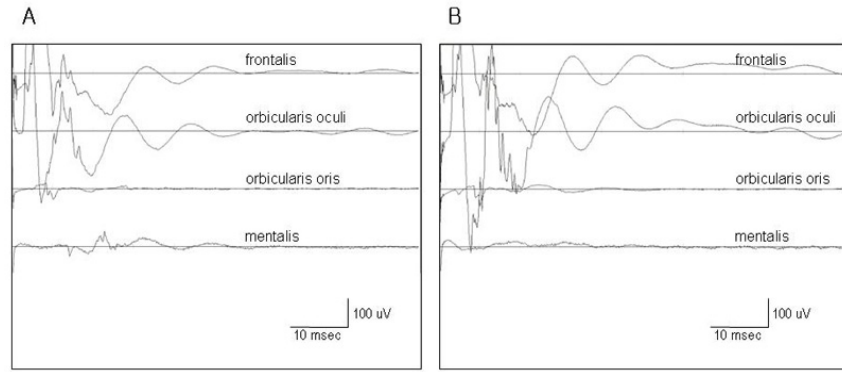 A
frontalis
orbicularis oculi
orbicularis oris
mentalis
100 uV
10 msec
B
frontalis
orbicularis oculi
orbicularis oris
mentalis
100 uV
10 msec